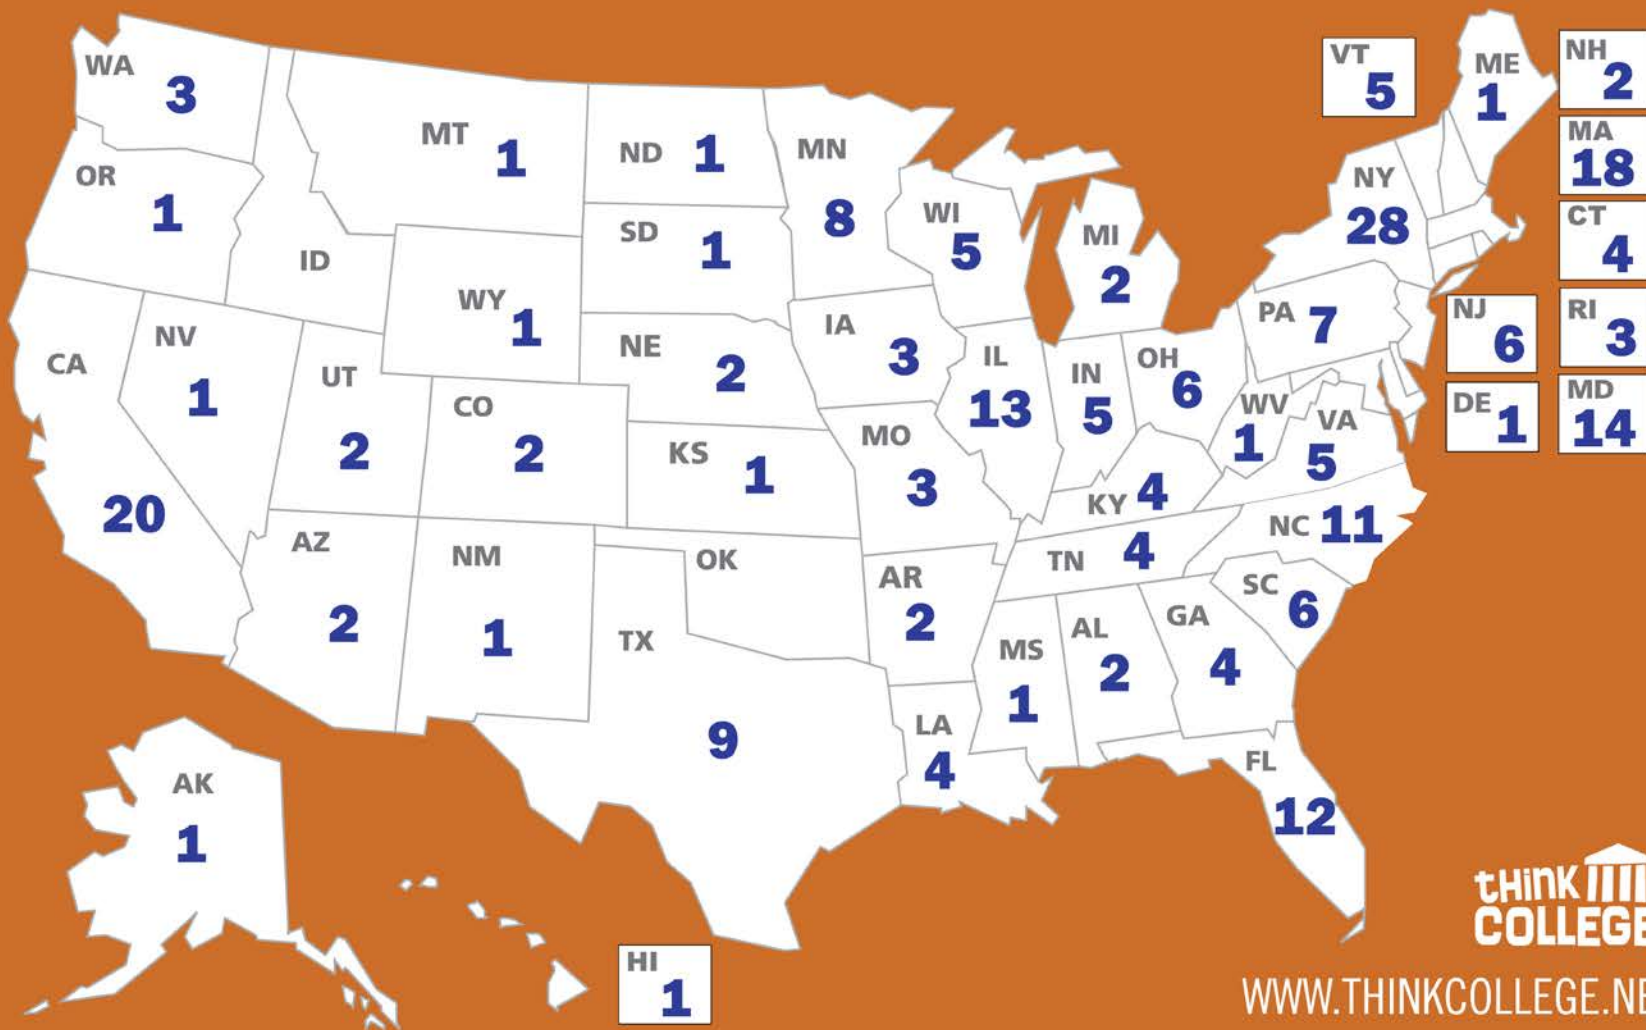 WA
3
OR
1
CA
20
NV
1
ID
MT
1
WY
1
UT
2
CO
2
AZ
2
NM
1
ND
1
SD
1
NE
2
KS
1
OK
TX
9
MN
8
IA
3
MO
3
AR
2
LA
4
WI
5
IL
13
MI
2
IN
5
OH
6
KY
4
TN
4
MS
1
AL
2
GA
4
FL
12
SC
6
NC
11
VA
5
WV
1
PA
7
NY
28
VT
5
ME
1
NH
2
MA
18
CT
4
RI
3
NJ
6
DE
1
MD
14
AK
1
HI
1
tHink
COLLEGE
WWW.THINKCOLLEGE.NE